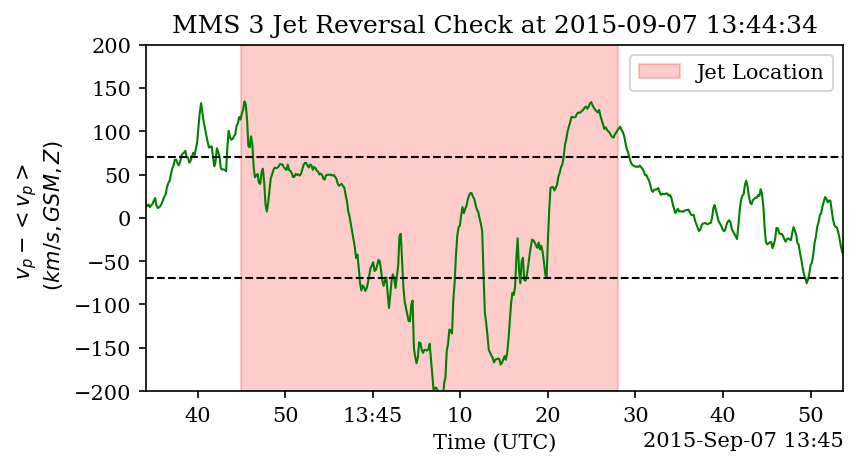 MMS 3 Jet Reversal Check at 2015-09-07 13:44:34
Jet Location
200
150
100
50
0
−50
−100
−150
−200
v_p − < v_p >
(km/s, GSM, Z)
40 50 13:45 10 20 30 40 50
Time (UTC)
2015-Sep-07 13:45